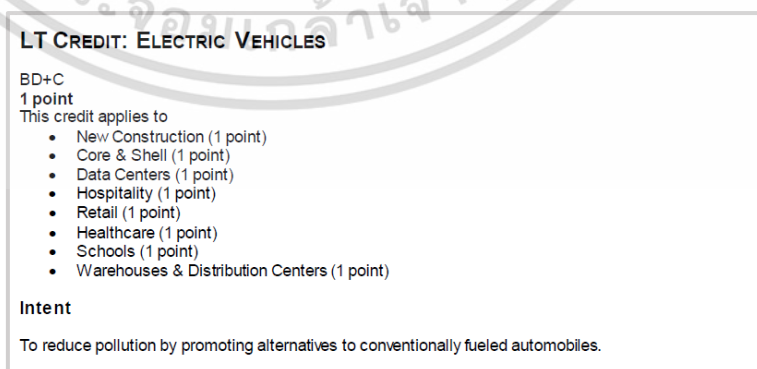 LT CREDIT: ELECTRIC VEHICLES
BD+C
1 point
This credit applies to
• New Construction (1 point)
• Core & Shell (1 point)
• Data Centers (1 point)
• Hospitality (1 point)
• Retail (1 point)
• Healthcare (1 point)
• Schools (1 point)
• Warehouses & Distribution Centers (1 point)
Intent
To reduce pollution by promoting alternatives to conventionally fueled automobiles.